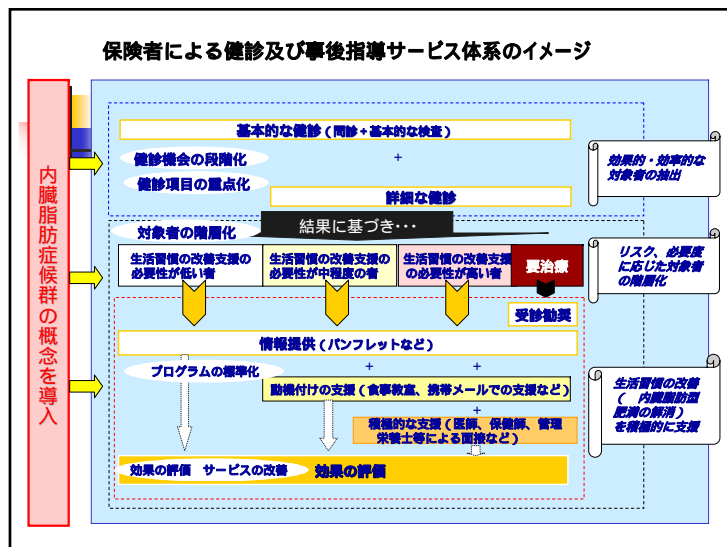 保険者による健診及び事後指導サービス体系のイメージ
内臓脂肪症候群の概念を導入
基本的な健診（問診＋基本的な検査）
健診機会の段階化
+
健診項目の重点化
詳細な健診
効果的・効率的な
対象者の抽出
結果に基づき・・・
対象者の階層化
生活習慣の改善支援の
必要性が低い者
生活習慣の改善支援の
必要性が中程度の者
生活習慣の改善支援
の必要性が高い者
要治療
リスク、必要度
に応じた対象者
の階層化
受診勧奨
情報提供（パンフレットなど）
プログラムの標準化
+
+
動機付けの支援（食事教室、携帯メールでの支援など）
+
積極的な支援（医師、保健師、管理
栄養士等による面接など）
生活習慣の改善
（　内臓脂肪型
肥満の解消）
を積極的に支援
効果の評価　サービスの改善
効果の評価